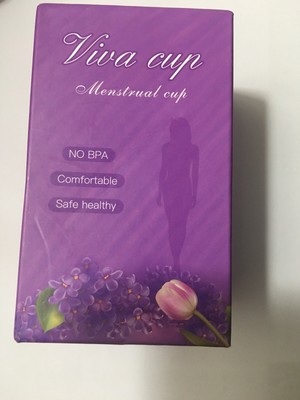 Viva cup
Menstrual cup
NO BPA
Comfortable
Safe healthy